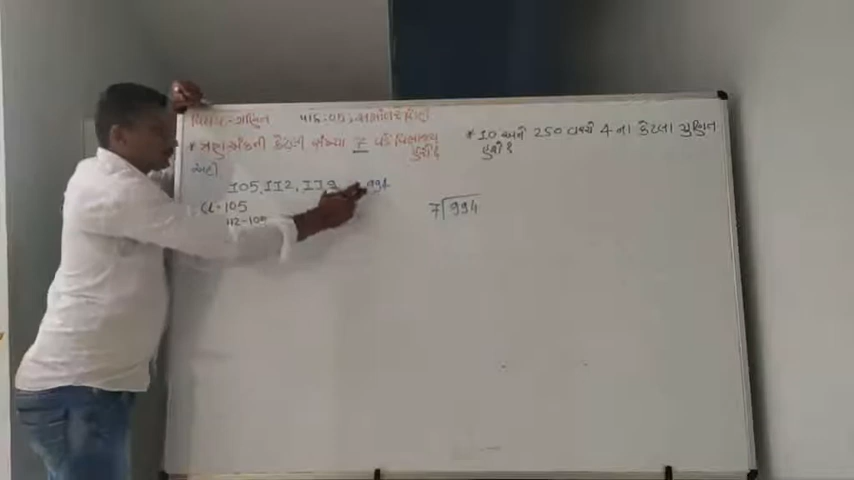 વિષય:- ગણિત પાઠ:-05:- સમાંતર શ્રેણી
* ત્રણ અંકની કેટલી સંખ્યા 7 વડે વિભાજ્ય હશે?
* 10 અને 250 વચ્ચે 4 ના કેટલા ગુણિત હશે?
અહીં
105, 112, 119 994
a = 105
112-105
7 994